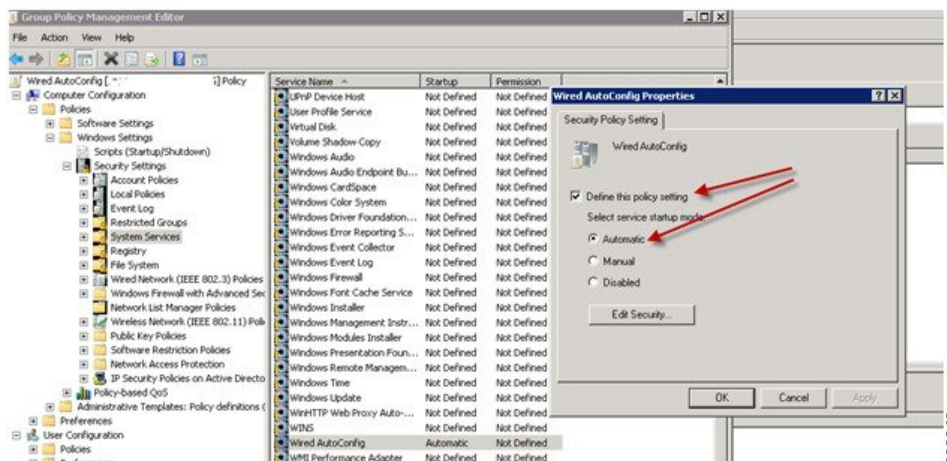 Group Policy Management Editor
File Action View Help
Wired AutoConfig [ ] Policy
Computer Configuration
Policies
Software Settings
Windows Settings
Scripts (Startup/Shutdown)
Security Settings
Account Policies
Local Policies
Event Log
Restricted Groups
System Services
Registry
File System
Wired Network (IEEE 802.3) Policies
Windows Firewall with Advanced Sec
Network List Manager Policies
Wireless Network (IEEE 802.11) Poli
Public Key Policies
Software Restriction Policies
Network Access Protection
IP Security Policies on Active Directo
Policy-based QoS
Administrative Templates: Policy definitions (
Preferences
User Configuration
Policies
Preferences
Service Name Startup Permission
UPnP Device Host Not Defined Not Defined
User Profile Service Not Defined Not Defined
Virtual Disk Not Defined Not Defined
Volume Shadow Copy Not Defined Not Defined
Windows Audio Not Defined Not Defined
Windows Audio Endpoint Bu... Not Defined Not Defined
Windows CardSpace Not Defined Not Defined
Windows Color System Not Defined Not Defined
Windows Driver Foundation... Not Defined Not Defined
Windows Error Reporting S... Not Defined Not Defined
Windows Event Collector Not Defined Not Defined
Windows Event Log Not Defined Not Defined
Windows Firewall Not Defined Not Defined
Windows Font Cache Service Not Defined Not Defined
Windows Installer Not Defined Not Defined
Windows Management Instr... Not Defined Not Defined
Windows Modules Installer Not Defined Not Defined
Windows Presentation Foun... Not Defined Not Defined
Windows Remote Managem... Not Defined Not Defined
Windows Time Not Defined Not Defined
Windows Update Not Defined Not Defined
WinHTTP Web Proxy Auto-... Not Defined Not Defined
WINS Not Defined Not Defined
Wired AutoConfig Automatic Not Defined
WMI Performance Adapter Not Defined Not Defined
Wired AutoConfig Properties
Security Policy Setting
Wired AutoConfig
Define this policy setting
Select service startup mode:
Automatic
Manual
Disabled
Edit Security...
OK Cancel Apply